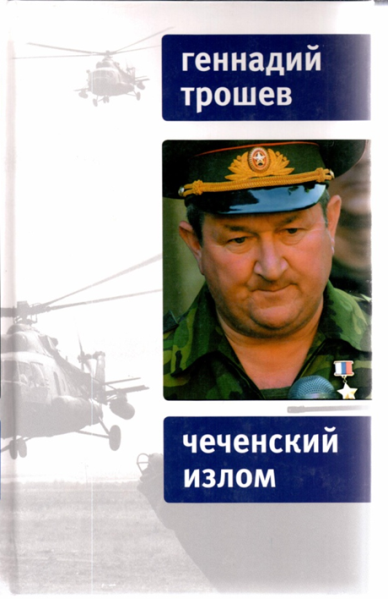 геннадий
трошев
чеченский
излом